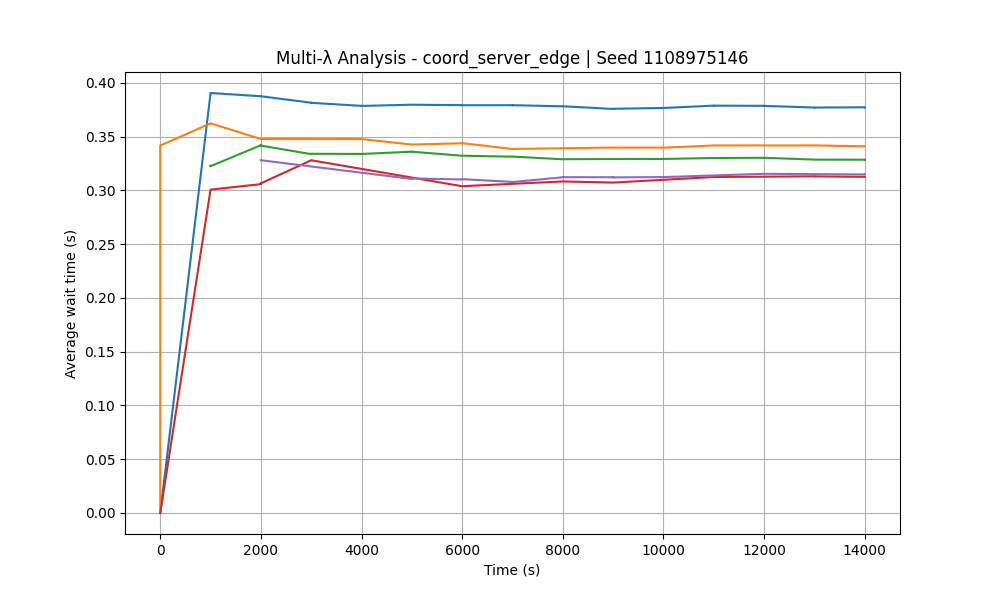 Multi-λ Analysis - coord_server_edge | Seed 1108975146
Average wait time (s)
0.40
0.35
0.30
0.25
0.20
0.15
0.10
0.05
0.00
0 2000 4000 6000 8000 10000 12000 14000
Time (s)